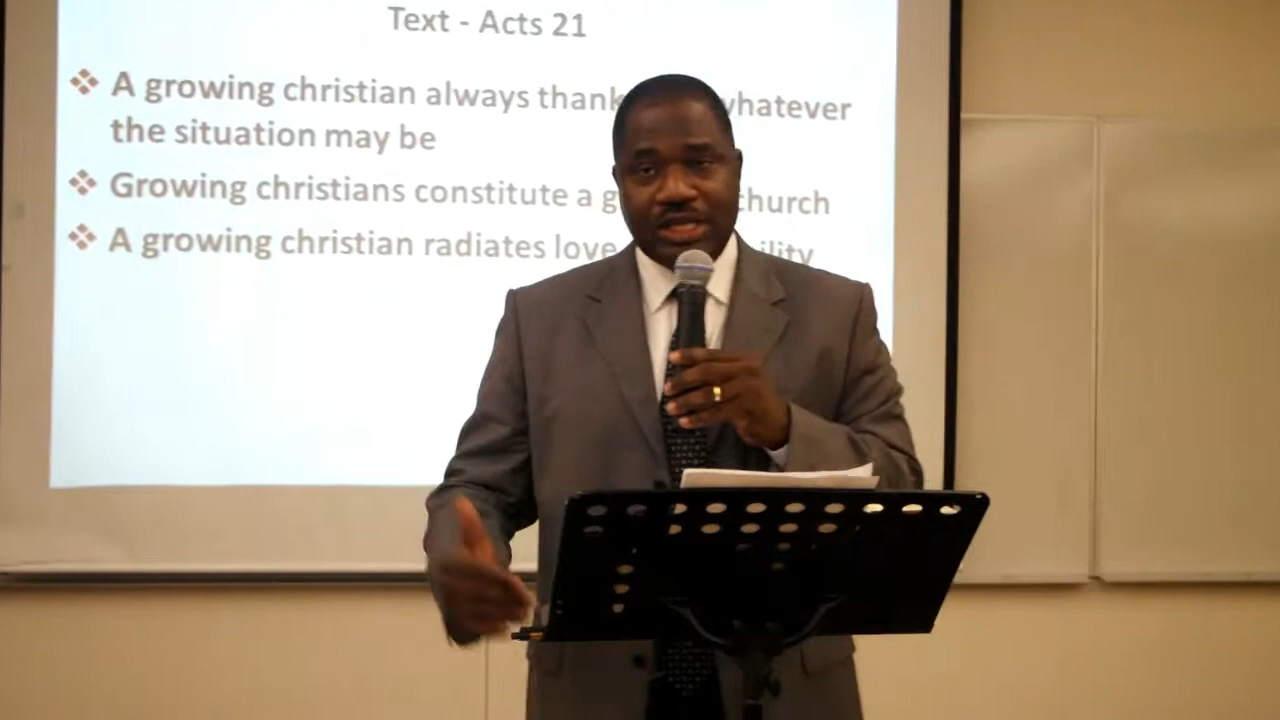 Text - Acts 21
A growing christian always thank whatever
the situation may be
Growing christians constitute a g church
A growing christian radiates love ility